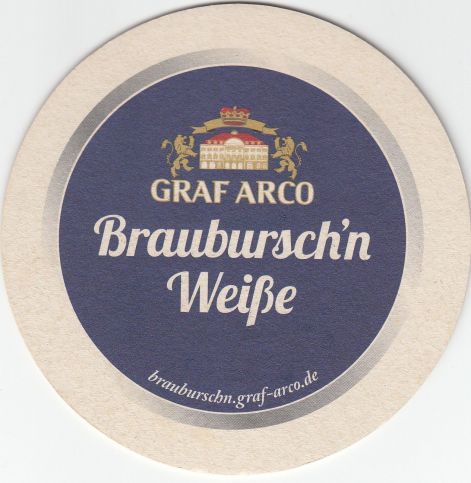 GRAF ARCO
Braubursch'n
Weiße
brauburschn.graf-arco.de